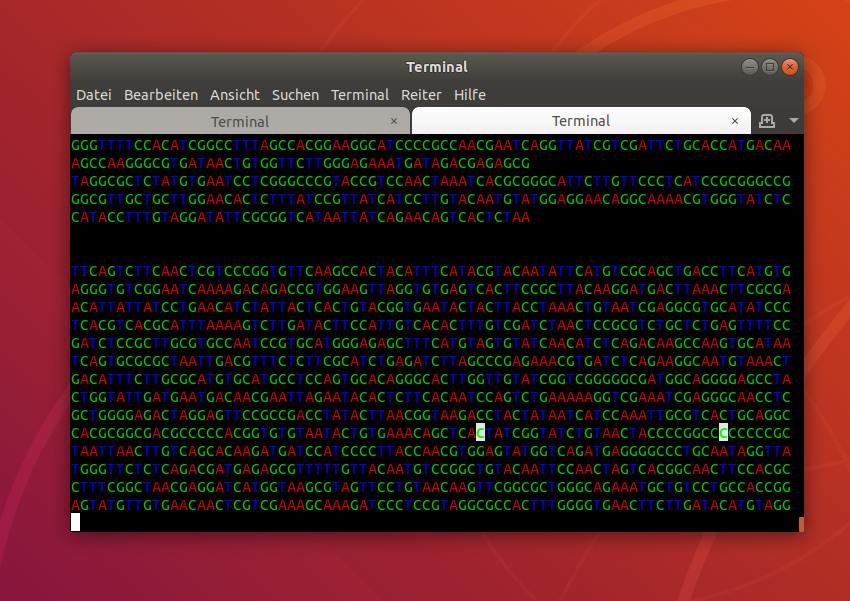 Terminal
Datei Bearbeiten Ansicht Suchen Terminal Reiter Hilfe
Terminal × Terminal ×
GGGTTTTCCACATCGGCCTTTAGCCACGGAAGGCATCCCCGCCAACGAATCAGGTTATCGTCGATTCTGCACCATGACAA
AGCCAAGGGCGTGATAACTGTGGTTCTTGGGAGAAATGATAGACGAGAGCG
TAGGCGCTCTATGTGAATCCTCGGGCCCGTACCGTCCAACTAAATCACGCGGGCATTCTTGTTCCCTCATCCGCGGGCCG
GGCGTTGCTGCTTGGAACACTCTTTATCCGTTATCATCCTTGTACAATGTATGGAGGAACAGGCAAAACGTGGGTATCTC
CATACCTTTGTAGGATATTCGCGGTCATAATTATCAGAACAGTCACTCTAA
TTCAGTCTTCAACTCGTCCCGGTGTTCAAGCCACTACATTTCATACGTACAATATTCATGTCGCAGCTGACCTTCATGTG
AGGGTGTCGGAATCAAAAGACAGACCGTGGAAGTTAGGTGTGAGTCACTTCCGCTTACAAGGATGACTTAAACTTCGCGA
ACATTATTATCCTGAACATCTATTACTCACTGTACGGTGAATACTACTTACCTAAACTGTAATCGAGGCGTGCATATCCC
TCACGTCACGCATTTAAAAGTCTTGATACTTCCATTGTCACACTTTGTCGATCTAACTCCGCGTCTGCTCTGAGTTTTCC
GATCTCCGCTTGCGTGCCAATCCGTGCATGGGAGAGCTTTCATGTAGTGTATCAACATCTCAGACAAGCCAAGTGCATAA
TCAGTGCGCGCTAATTGACGTTTCTCTTCGCATCTGAGATCTTAGCCCGAGAAACGTGATCTCAGAAGGCAATGTAAACT
GACATTTCTTGCGCATGTGCATGCCTCCAGTGCACAGGGCACTTGGTTGTATCGGTCGGGGGCGATGGCAGGGGAGCCTA
CTGGTATTGATGAATGACAACGAATTAGAATACACTCTTCACAATCCAGTCTGAAAAAGGTCGAAATCGAGGGCAACCTC
GCTGGGGAGACTAGGAGTTCCGCCGACCTATACTTAACGGTAAGACCTACTATAATCATCCAAATTGCGTCACTGCAGGC
CACGCGGCGACGCCCCCACGGTGTGTAATACTGTGAAACAGCTCACTATCGGTATCTGTAACTACCCCGGCCCCGCCCGC
TAATTAACTTGTCAGCACAAGATGATCCATCCCCTTACCAACGTGGAGTATGGTCAGATGAGGGGCCCTGCAATAGGTTA
TGGGTTCTCTCAGACGATGAGAGCGTTTTTGTTACAATGTCCGGCTGTACAATTCCAACTAGTCACGGCAACTTCCACGC
CTTTCGGCTAACGAGGATCATGGTAAGCGTAGTTCCTGTAACAAGTTCGGCGCTGGGCAGAAATGCTGTCCTGCCACCGG
AGTATGTTGTGAACAACTCGTCGAAAGCAAAGATCCCTCCGTAGGCGCCACTTTGGGGTGAACTTCTTGATACATGTAGG